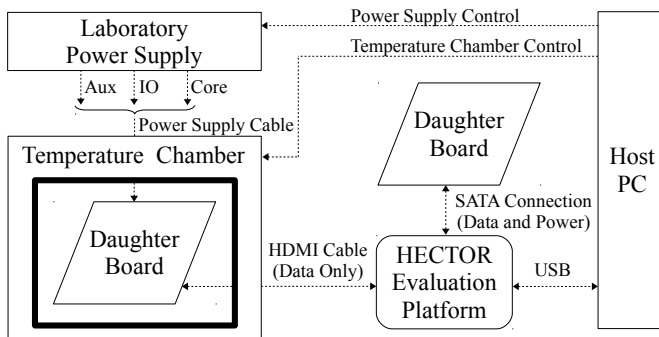 Laboratory
Power Supply
Power Supply Control
Temperature Chamber Control
Aux IO Core
Power Supply Cable
Temperature Chamber
Daughter
Board
Daughter
Board
Host
PC
SATA Connection
(Data and Power)
HDMI Cable
(Data Only)
HECTOR
Evaluation
Platform
USB